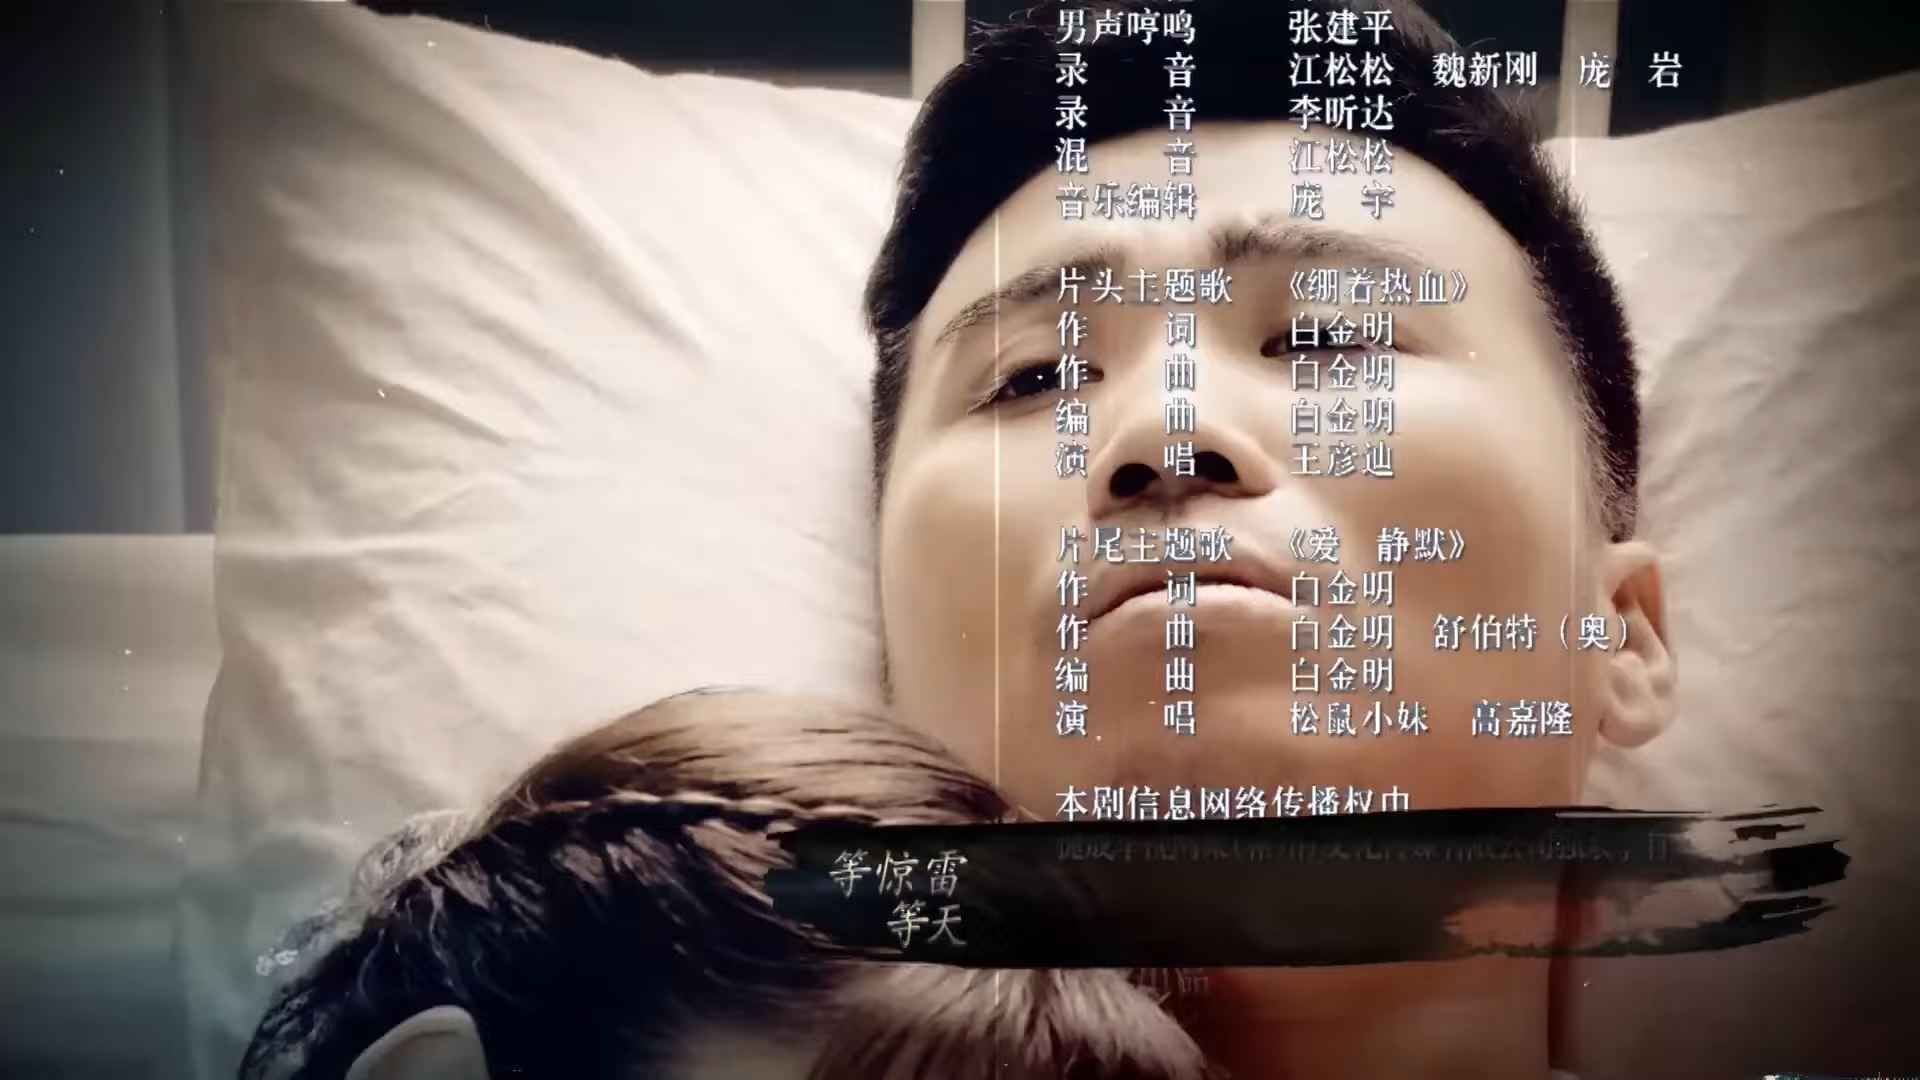 男声哼鸣 张建平
录音 江松松 魏新刚 庞岩
录音 李昕达
混音 江松松
音乐编辑 庞宇
片头主题歌 《绷着热血》
作词 白金明
作曲 白金明
编曲 白金明
演唱 王彦迪
片尾主题歌 《爱 静默》
作词 白金明
作曲 白金明 舒伯特（奥）
编曲 白金明
演唱 松鼠小妹 高嘉隆
本剧信息网络传播权由
等惊雷
等天